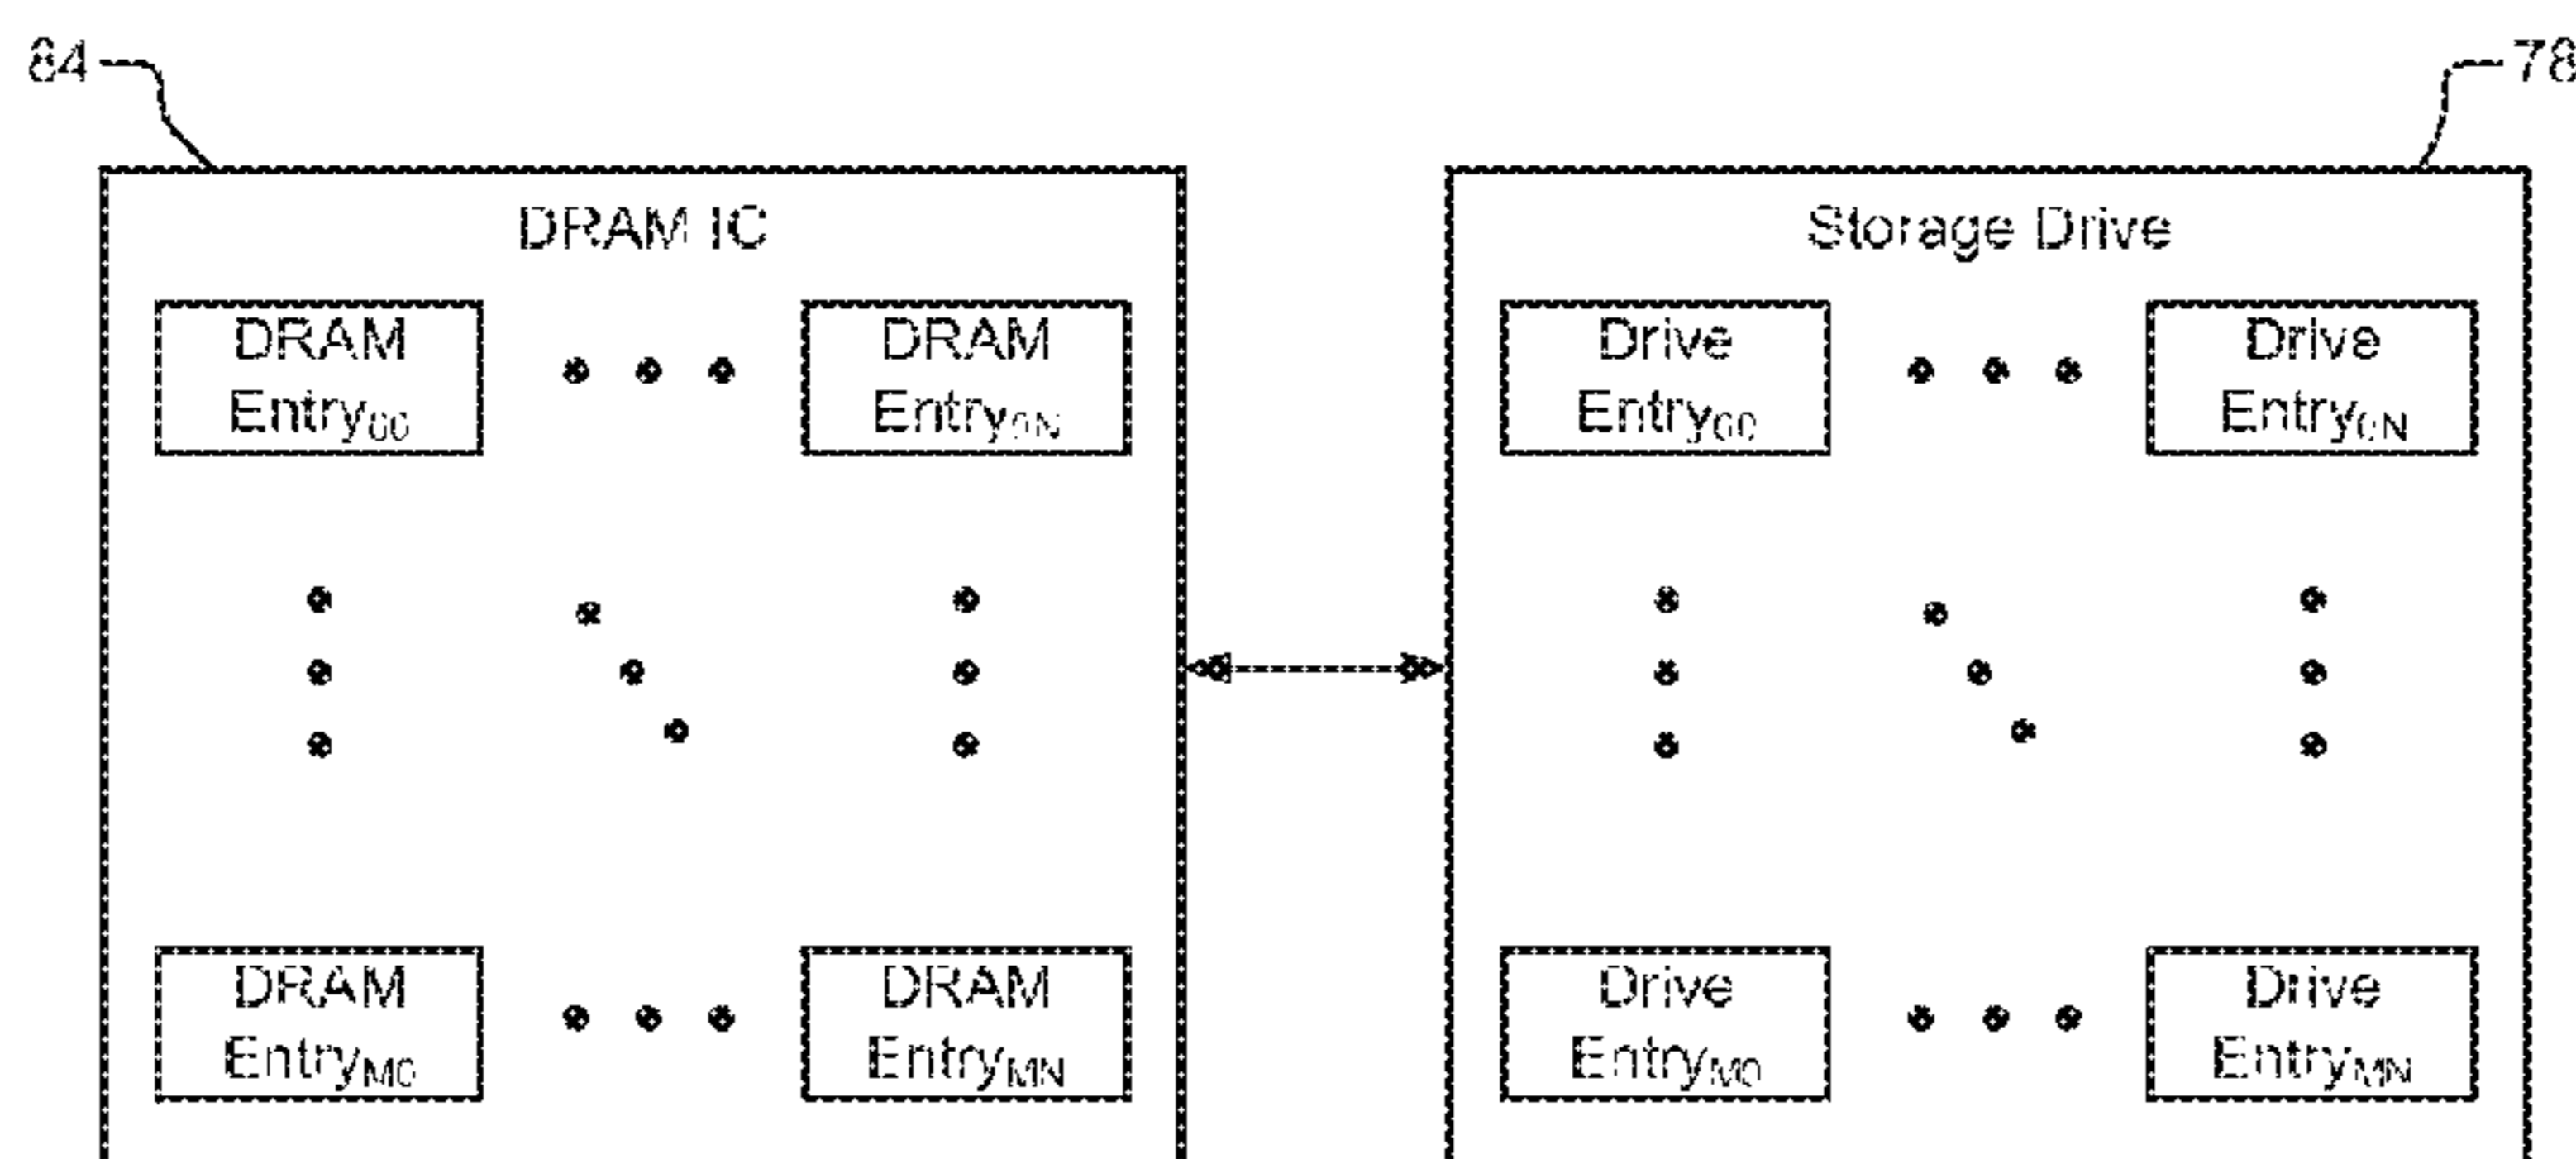 84
78
DRAM IC
Storage Drive
DRAM
Entry00
DRAM
Entry0N
Drive
Entry00
Drive
Entry0N
DRAM
EntryM0
DRAM
EntryMN
Drive
EntryM0
Drive
EntryMN